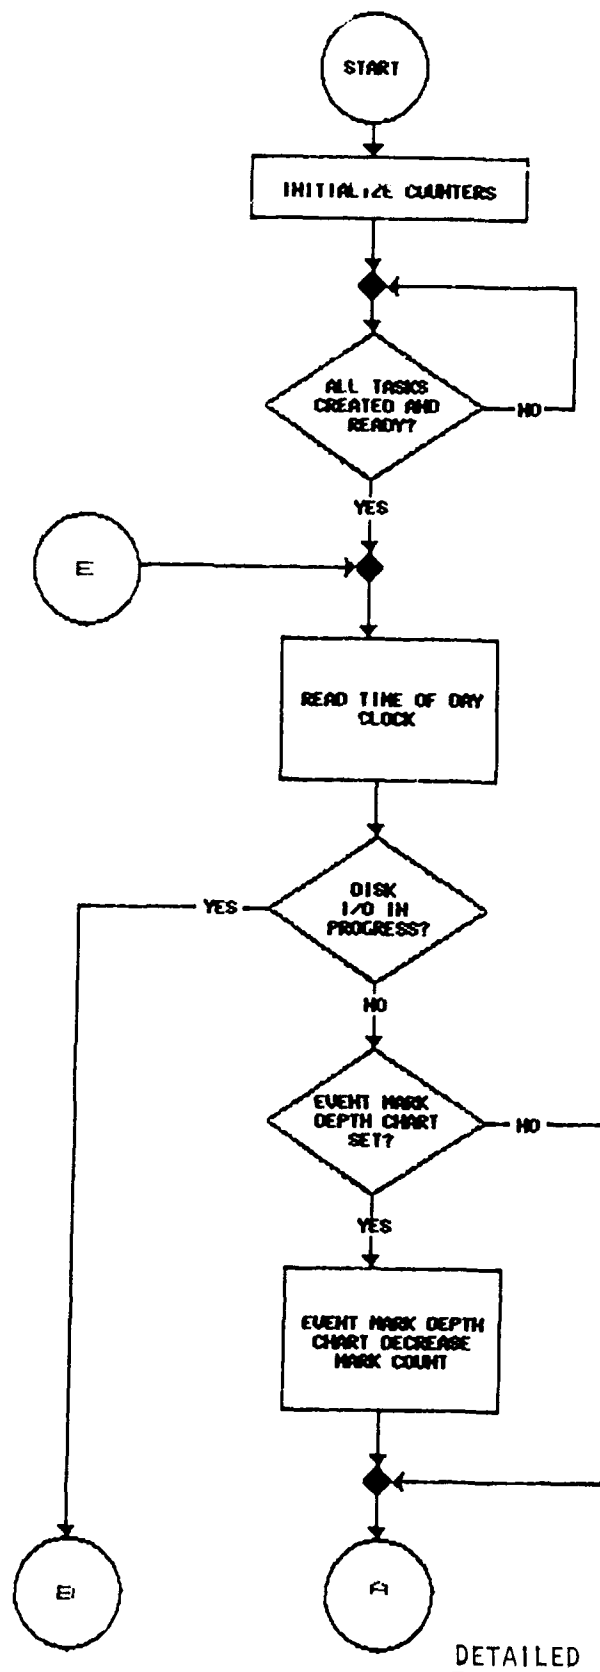 START
INITIALIZE COUNTERS
ALL TASKS
CREATED AND
READY?
NO
YES
E
READ TIME OF DAY
CLOCK
DISK
I/O IN
PROGRESS?
YES
NO
EVENT MARK
DEPTH CHART
SET?
NO
YES
EVENT MARK DEPTH
CHART DECREASE
MARK COUNT
B
A
DETAILED